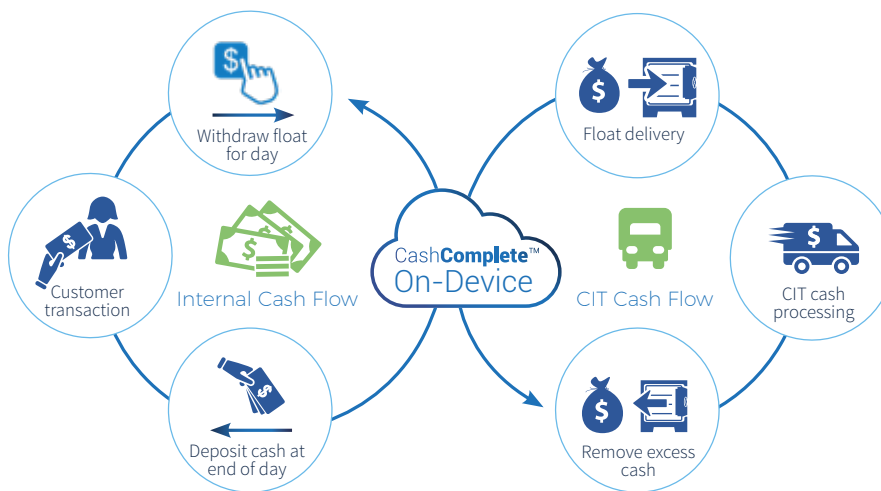 $
Withdraw float
for day
$
Float delivery
$
Customer
transaction
$
Internal Cash Flow
CashComplete™
On-Device
CIT Cash Flow
$
CIT cash
processing
$
Deposit cash at
end of day
$
Remove excess
cash